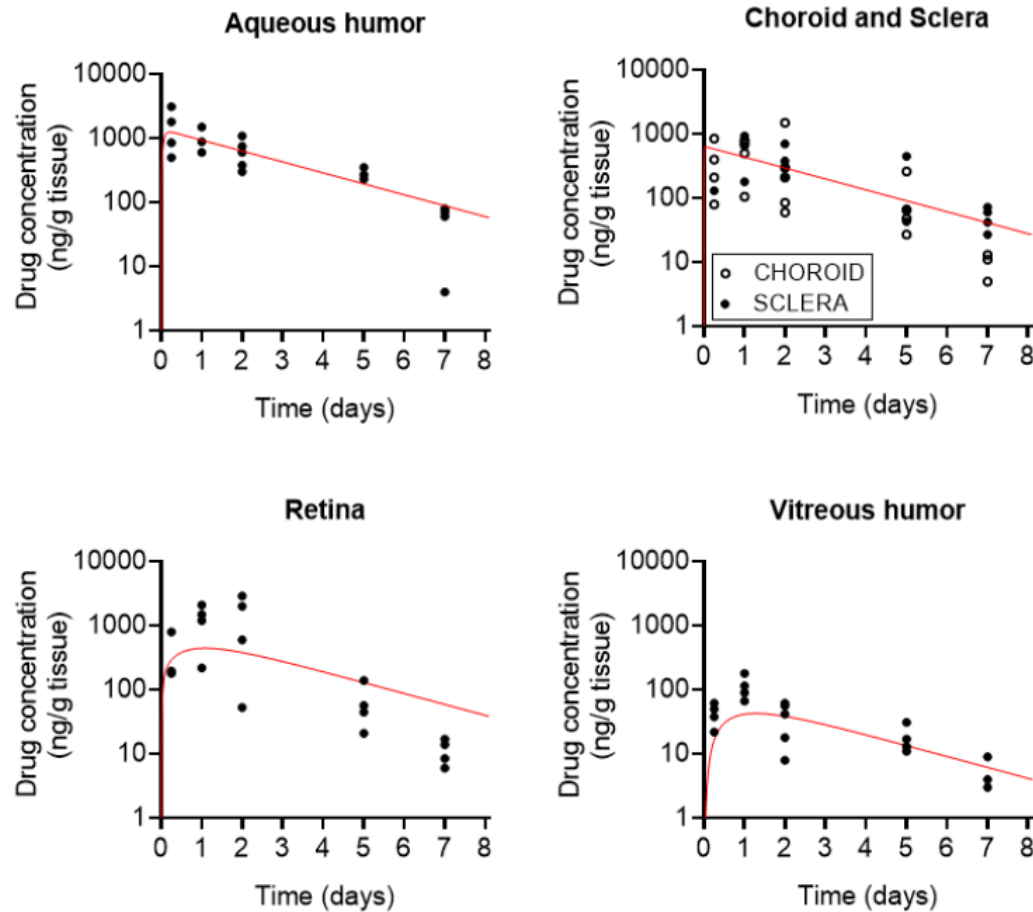 Aqueous humor
Drug concentration
(ng/g tissue)
10000
1000
100
10
1
0 1 2 3 4 5 6 7 8
Time (days)
Choroid and Sclera
Drug concentration
(ng/g tissue)
10000
1000
100
10
1
CHOROID
SCLERA
0 1 2 3 4 5 6 7 8
Time (days)
Retina
Drug concentration
(ng/g tissue)
10000
1000
100
10
1
0 1 2 3 4 5 6 7 8
Time (days)
Vitreous humor
Drug concentration
(ng/g tissue)
10000
1000
100
10
1
0 1 2 3 4 5 6 7 8
Time (days)